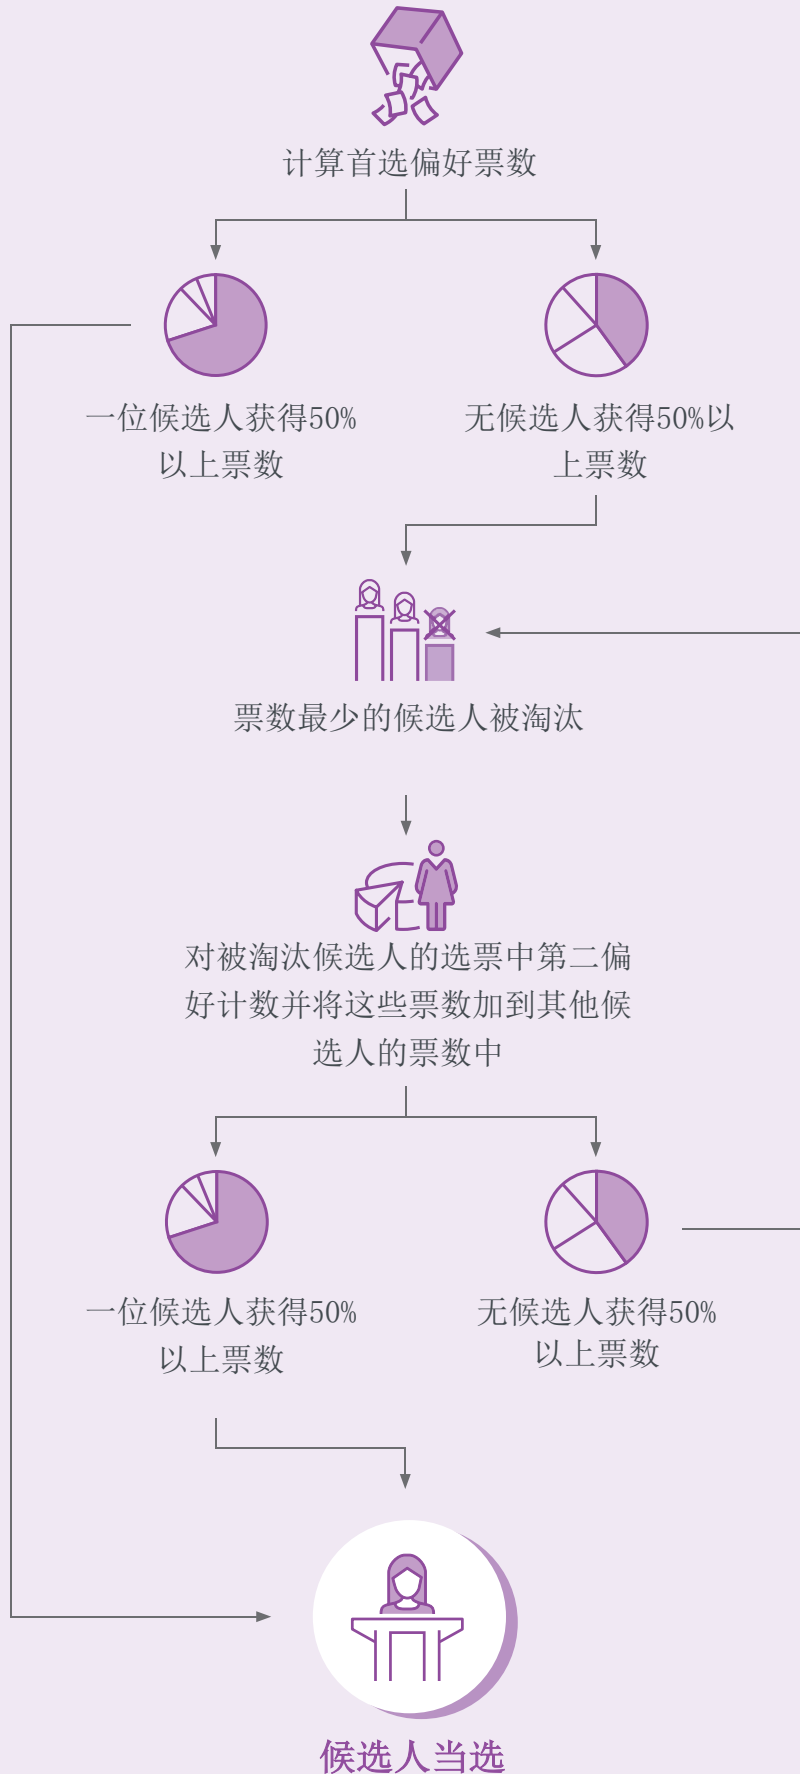 计算首选偏好票数
一位候选人获得50%
以上票数
无候选人获得50%以
上票数
票数最少的候选人被淘汰
对被淘汰候选人的选票中第二偏
好计数并将这些票数加到其他候
选人的票数中
一位候选人获得50%
以上票数
无候选人获得50%
以上票数
候选人当选